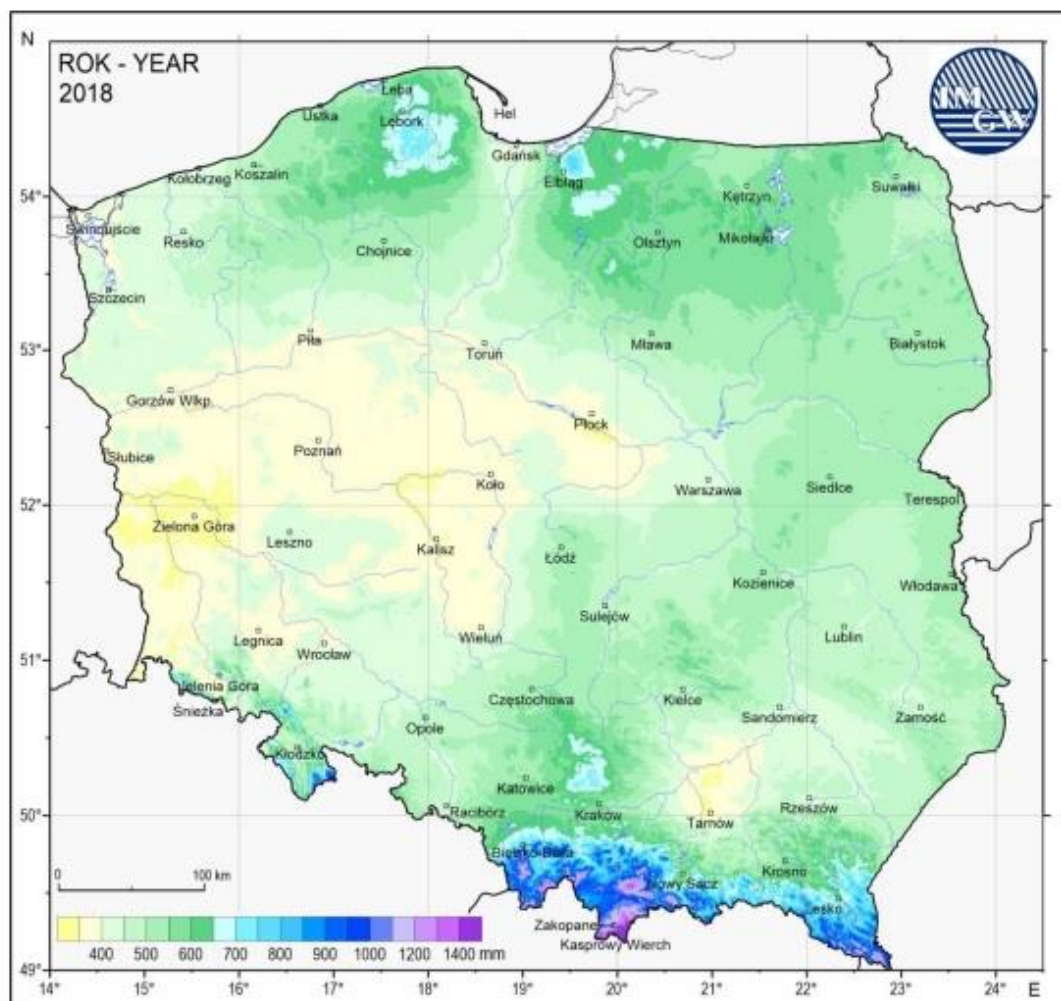 N
ROK - YEAR
2018
IM
GW
Łeba
Ustka
Lębork
Hel
Gdańsk
Koszalin
Kołobrzeg
Elbląg
Kętrzyn
Suwałki
Świnoujście
Resko
Chojnice
Olsztyn
Mikołajki
Szczecin
Piła
Toruń
Mława
Białystok
Gorzów Wlkp.
Płock
Słubice
Poznań
Koło
Warszawa
Siedlce
Terespol
Zielona Góra
Leszno
Kalisz
Łódź
Kozienice
Włodawa
Sulejów
Legnica
Wrocław
Wieluń
Lublin
Jelenia Góra
Śnieżka
Częstochowa
Kielce
Sandomierz
Zamość
Opole
Kłodzko
Katowice
Racibórz
Kraków
Tarnów
Rzeszów
Bielsko-Biała
Nowy Sącz
Krosno
Lesko
Zakopane
Kasprowy Wierch
54°
53°
52°
51°
50°
49°
0 100 km
400 500 600 700 800 900 1000 1200 1400 mm
14° 15° 16° 17° 18° 19° 20° 21° 22° 23° 24° E